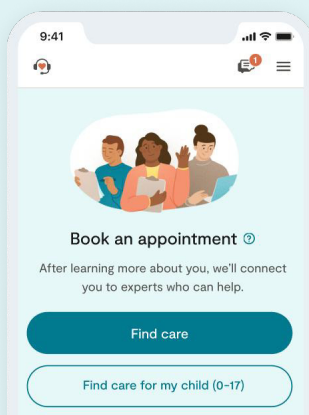 9:41
1
Book an appointment
After learning more about you, we'll connect
you to experts who can help.
Find care
Find care for my child (0-17)